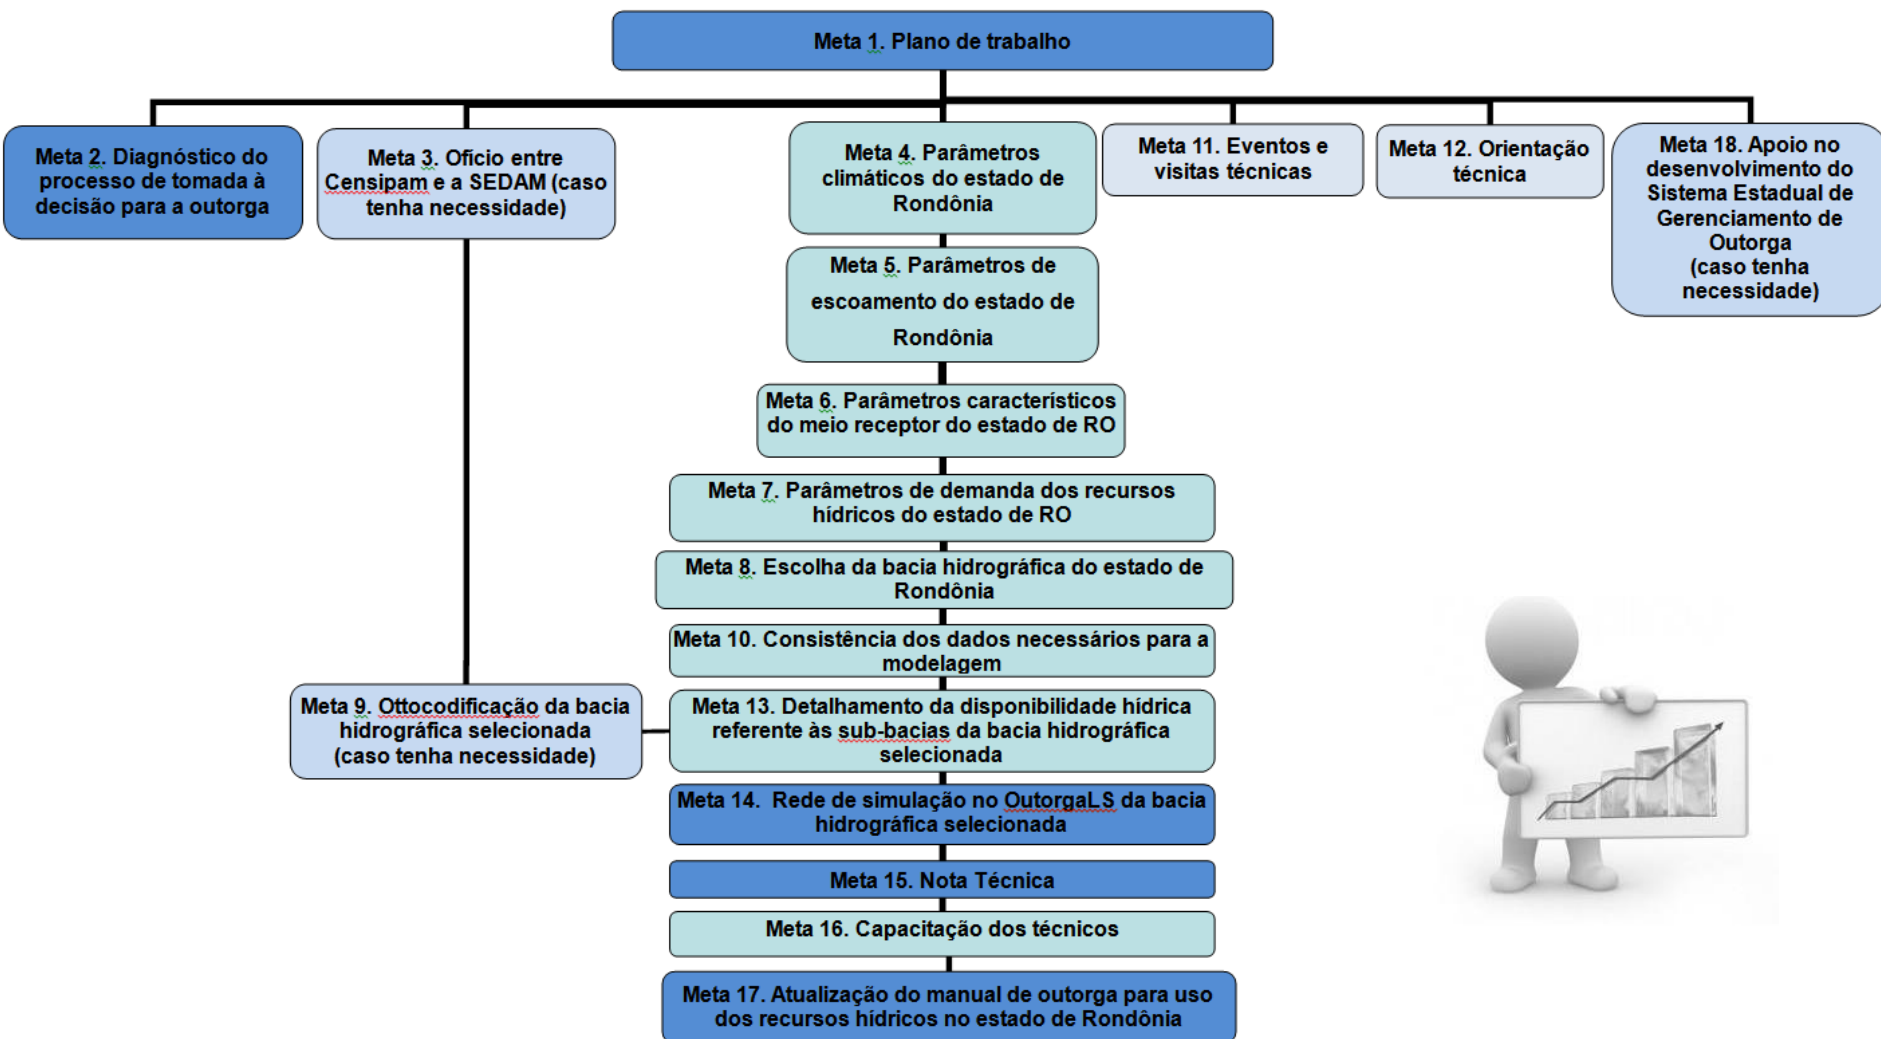 Meta 1. Plano de trabalho
Meta 2. Diagnóstico do
processo de tomada à
decisão para a outorga
Meta 3. Ofício entre
Censipam e a SEDAM (caso
tenha necessidade)
Meta 4. Parâmetros
climáticos do estado de
Rondônia
Meta 11. Eventos e
visitas técnicas
Meta 12. Orientação
técnica
Meta 18. Apoio no
desenvolvimento do
Sistema Estadual de
Gerenciamento de
Outorga
(caso tenha
necessidade)
Meta 5. Parâmetros de
escoamento do estado de
Rondônia
Meta 6. Parâmetros característicos
do meio receptor do estado de RO
Meta 7. Parâmetros de demanda dos recursos
hídricos do estado de RO
Meta 8. Escolha da bacia hidrográfica do estado de
Rondônia
Meta 10. Consistência dos dados necessários para a
modelagem
Meta 9. Ottocodificação da bacia
hidrográfica selecionada
(caso tenha necessidade)
Meta 13. Detalhamento da disponibilidade hídrica
referente às sub-bacias da bacia hidrográfica
selecionada
Meta 14.  Rede de simulação no OutorgaLS da bacia
hidrográfica selecionada
Meta 15. Nota Técnica
Meta 16. Capacitação dos técnicos
Meta 17. Atualização do manual de outorga para uso
dos recursos hídricos no estado de Rondônia